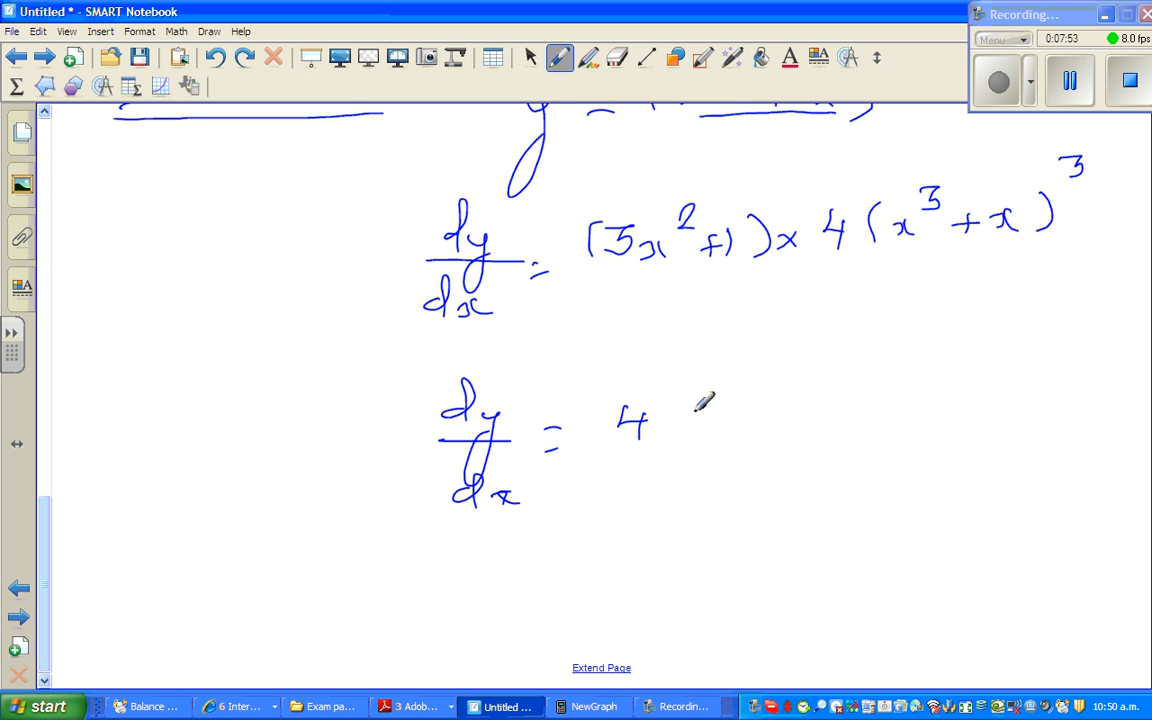 Untitled * - SMART Notebook
File Edit View Insert Format Math Draw Help
Recording...
Menu
0:07:53
8.0 fps
dy/dx = (3x² + 1) × 4 (x³ + x)³
dy/dx = 4
Extend Page
start
Balance ...
6 Inter...
Exam pa...
3 Adob...
Untitled ...
NewGraph
Recordin...
10:50 a.m.